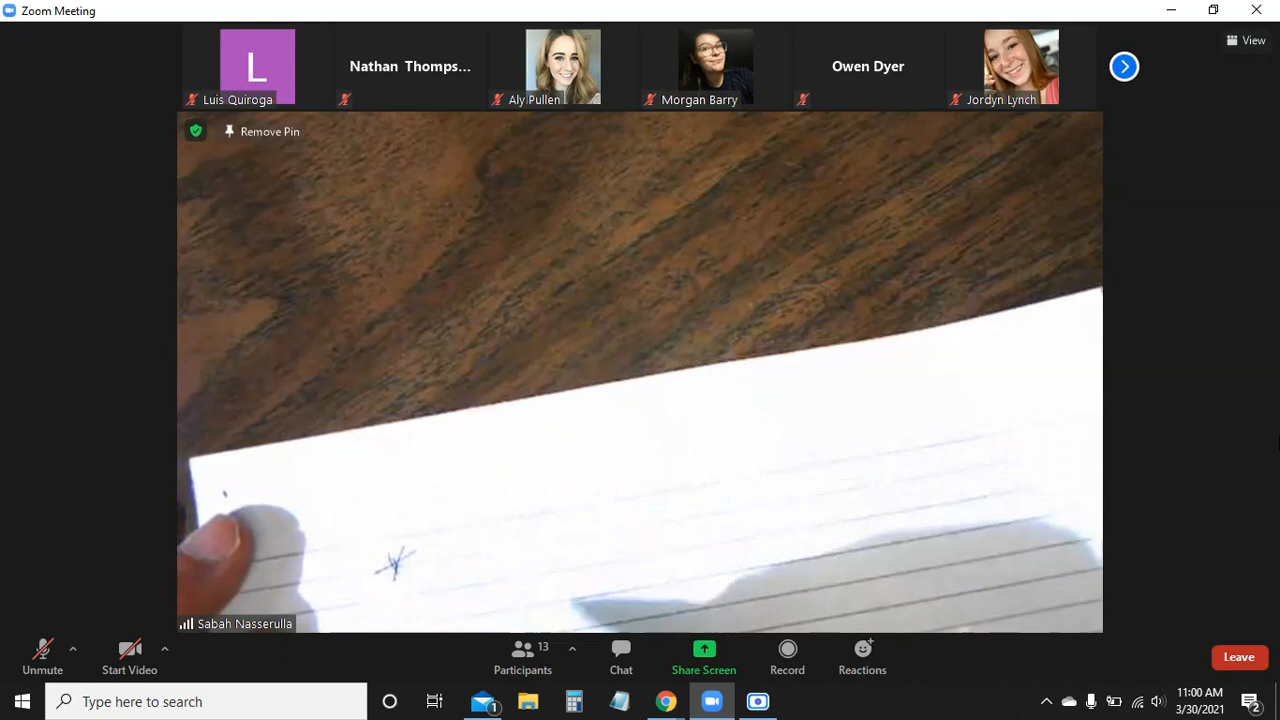 Zoom Meeting
View
L
Nathan Thomps...
Owen Dyer
Luis Quiroga
Aly Pullen
Morgan Barry
Jordyn Lynch
Remove Pin
Sabah Nasserulla
Unmute
Start Video
13
Participants
Chat
Share Screen
Record
Reactions
Leave
Type here to search
1
11:00 AM
3/30/2021
2